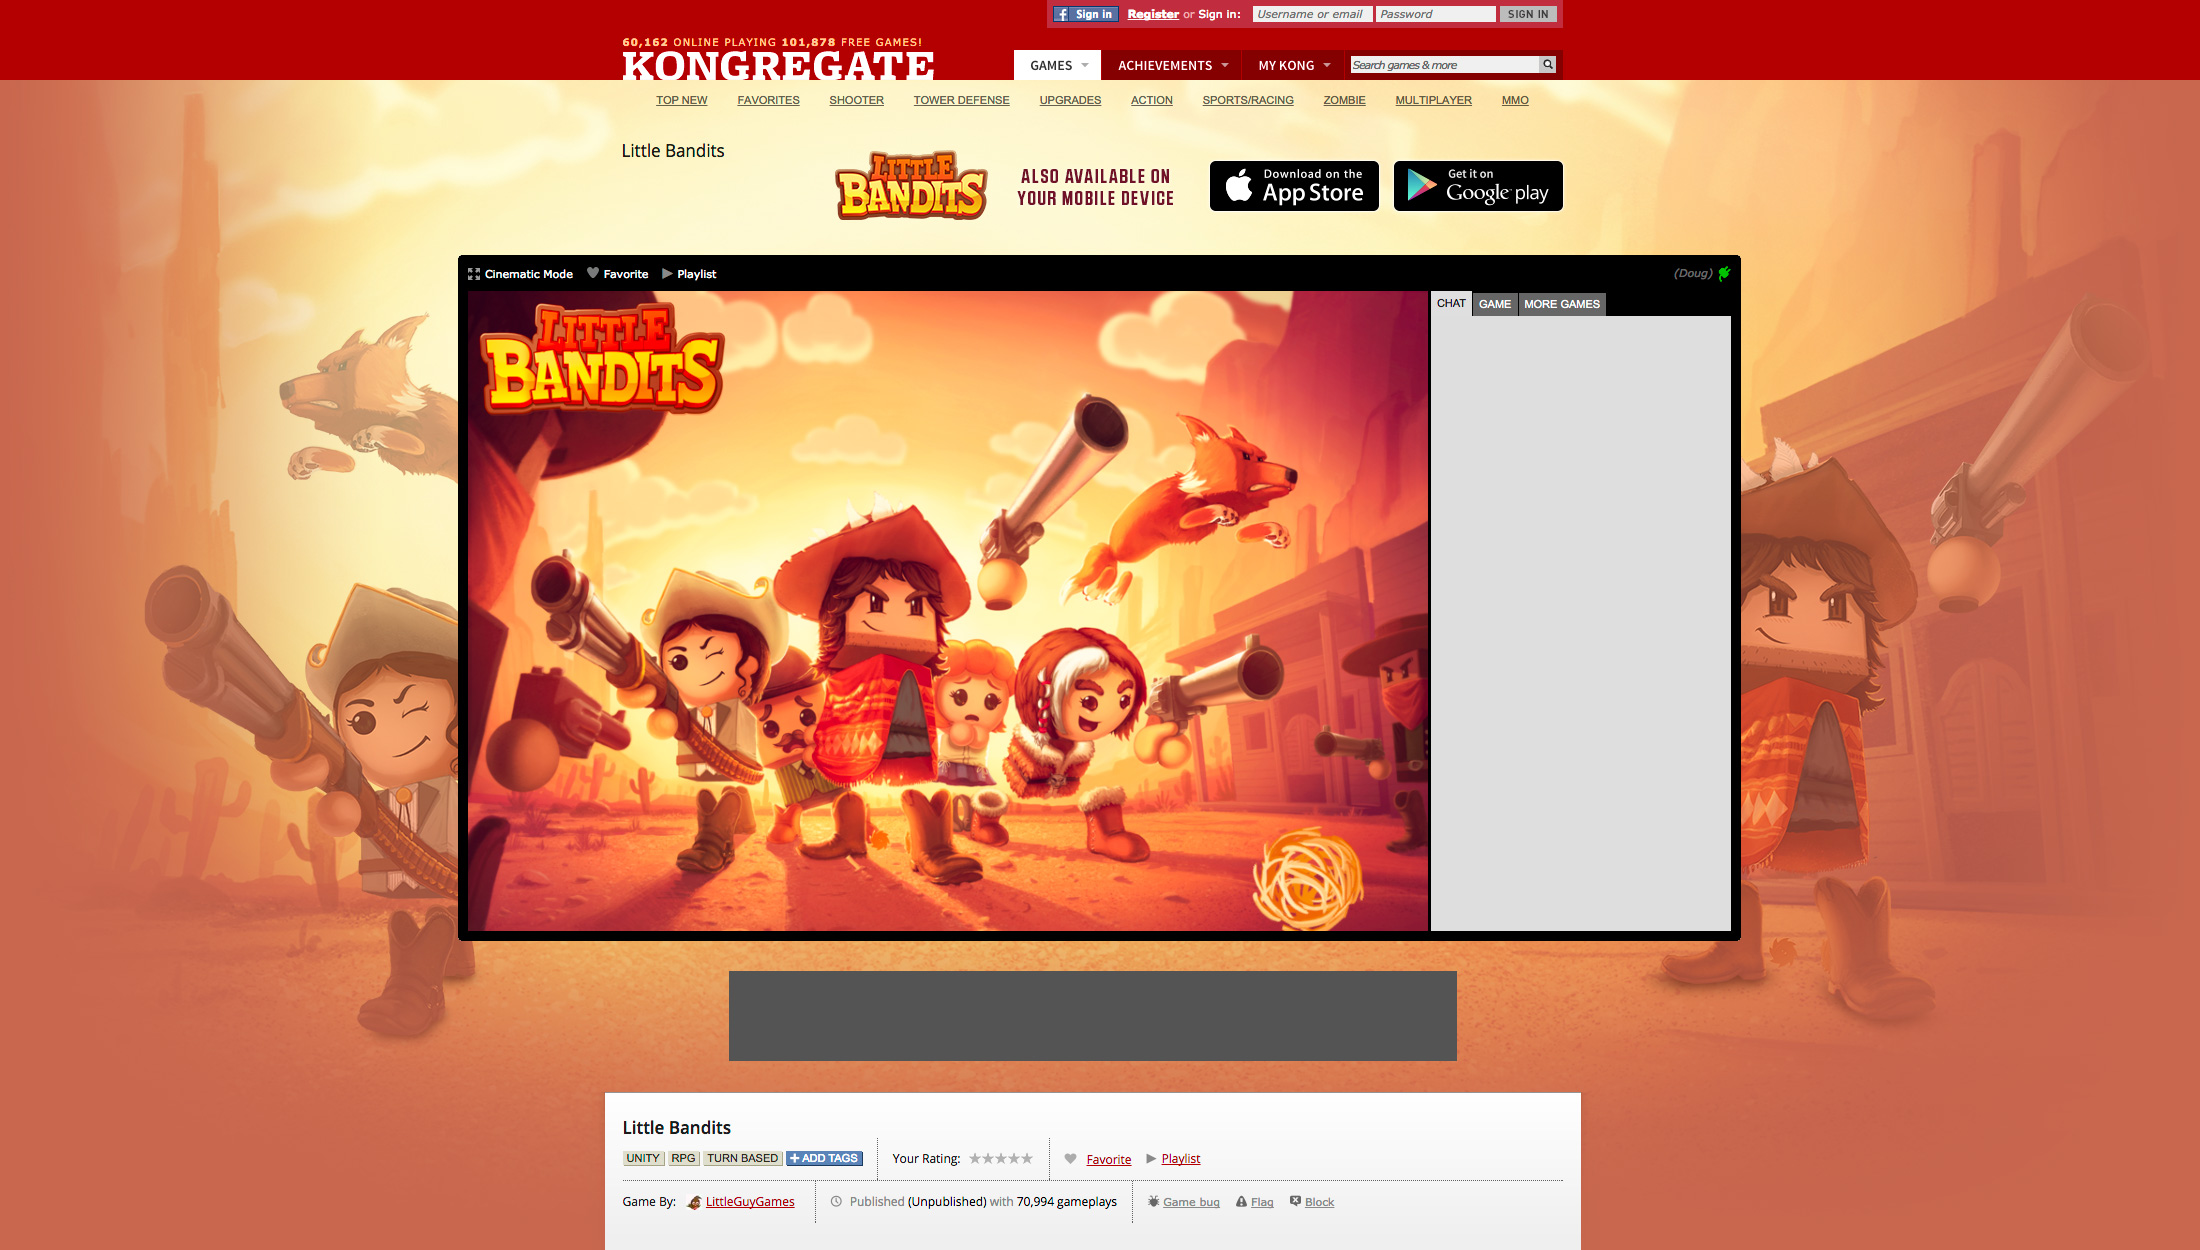 Sign in Register or Sign in: Username or email Password SIGN IN
60,162 ONLINE PLAYING 101,878 FREE GAMES!
KONGREGATE
GAMES ACHIEVEMENTS MY KONG Search games & more
TOP NEW FAVORITES SHOOTER TOWER DEFENSE UPGRADES ACTION SPORTS/RACING ZOMBIE MULTIPLAYER MMO
Little Bandits
LITTLE
BANDITS
ALSO AVAILABLE ON
YOUR MOBILE DEVICE
Download on the
App Store
Get it on
Google play
Cinematic Mode Favorite Playlist (Doug)
CHAT GAME MORE GAMES
LITTLE
BANDITS
Little Bandits
UNITY RPG TURN BASED + ADD TAGS Your Rating: Favorite Playlist
Game By: LittleGuyGames Published (Unpublished) with 70,994 gameplays Game bug Flag Block